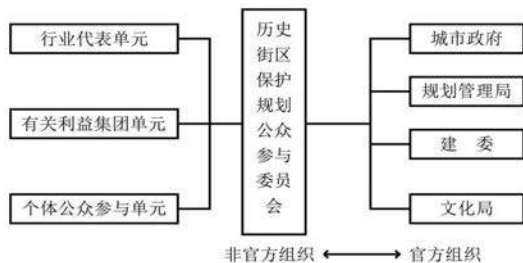 行业代表单元
有关利益集团单元
个体公众参与单元
历史
街区
保护
规划
公众
参与
委员
会
城市政府
规划管理局
建 委
文化局
非官方组织
官方组织